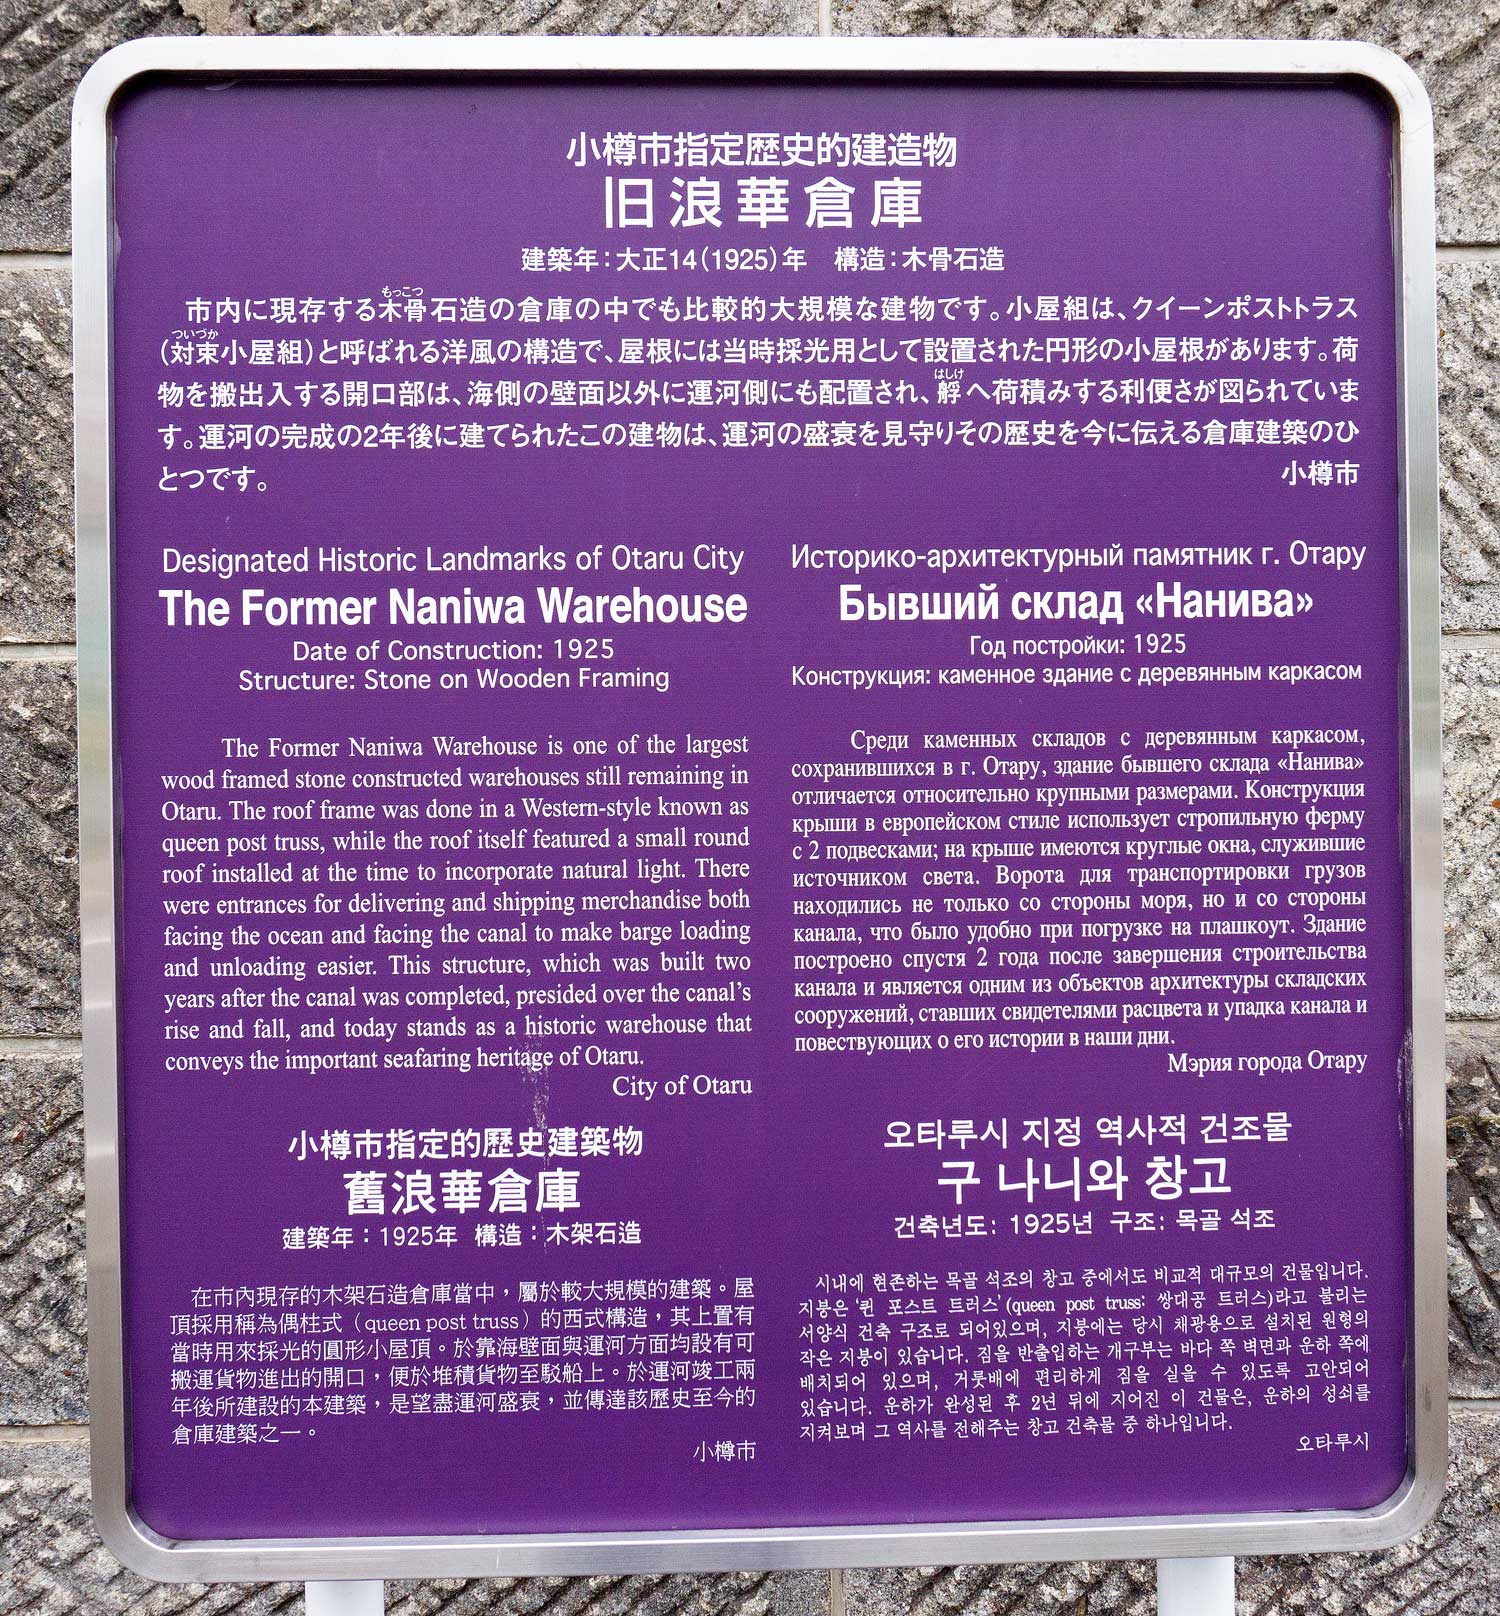 小樽市指定歴史的建造物
旧浪華倉庫
建築年：大正14（1925）年　構造：木骨石造
もっこつ
市内に現存する木骨石造の倉庫の中でも比較的大規模な建物です。小屋組は、クイーンポストトラス
ついづか
（対束小屋組）と呼ばれる洋風の構造で、屋根には当時採光用として設置された円形の小屋根があります。荷
はしけ
物を搬出入する開口部は、海側の壁面以外に運河側にも配置され、艀へ荷積みする利便さが図られていま
す。運河の完成の2年後に建てられたこの建物は、運河の盛衰を見守りその歴史を今に伝える倉庫建築のひ
とつです。
小樽市
Designated Historic Landmarks of Otaru City
The Former Naniwa Warehouse
Date of Construction: 1925
Structure: Stone on Wooden Framing
The Former Naniwa Warehouse is one of the largest
wood framed stone constructed warehouses still remaining in
Otaru. The roof frame was done in a Western-style known as
queen post truss, while the roof itself featured a small round
roof installed at the time to incorporate natural light. There
were entrances for delivering and shipping merchandise both
facing the ocean and facing the canal to make barge loading
and unloading easier. This structure, which was built two
years after the canal was completed, presided over the canal's
rise and fall, and today stands as a historic warehouse that
conveys the important seafaring heritage of Otaru.
City of Otaru
Историко-архитектурный памятник г. Отару
Бывший склад «Нанива»
Год постройки: 1925
Конструкция: каменное здание с деревянным каркасом
Среди каменных складов с деревянным каркасом,
сохранившихся в г. Отару, здание бывшего склада «Нанива»
отличается относительно крупными размерами. Конструкция
крыши в европейском стиле использует стропильную ферму
с 2 подвесками; на крыше имеются круглые окна, служившие
источником света. Ворота для транспортировки грузов
находились не только со стороны моря, но и со стороны
канала, что было удобно при погрузке на плашкоут. Здание
построено спустя 2 года после завершения строительства
канала и является одним из объектов архитектуры складских
сооружений, ставших свидетелями расцвета и упадка канала и
повествующих о его истории в наши дни.
Мэрия города Отару
小樽市指定的歷史建築物
舊浪華倉庫
建築年：1925年 構造：木架石造
在市內現存的木架石造倉庫當中，屬於較大規模的建築。屋
頂採用稱為偶柱式（queen post truss）的西式構造，其上置有
當時用來採光的圓形小屋頂。於靠海壁面與運河方面均設有可
搬運貨物進出的開口，便於堆積貨物至駁船上。於運河竣工兩
年後所建設的本建築，是望盡運河盛衰，並傳達該歷史至今的
倉庫建築之一。
小樽市
오타루시 지정 역사적 건조물
구 나니와 창고
건축년도: 1925년 구조: 목골 석조
시내에 현존하는 목골 석조의 창고 중에서도 비교적 대규모의 건물입니다.
지붕은 '퀸 포스트 트러스'(queen post truss: 쌍대공 트러스)라고 불리는
서양식 건축 구조로 되어있으며, 지붕에는 당시 채광용으로 설치된 원형의
작은 지붕이 있습니다. 짐을 반출입하는 개구부는 바다 쪽 벽면과 운하 쪽에
배치되어 있으며, 거룻배에 편리하게 짐을 실을 수 있도록 고안되어
있습니다. 운하가 완성된 후 2년 뒤에 지어진 이 건물은, 운하의 성쇠를
지켜보며 그 역사를 전해주는 창고 건축물 중 하나입니다.
오타루시